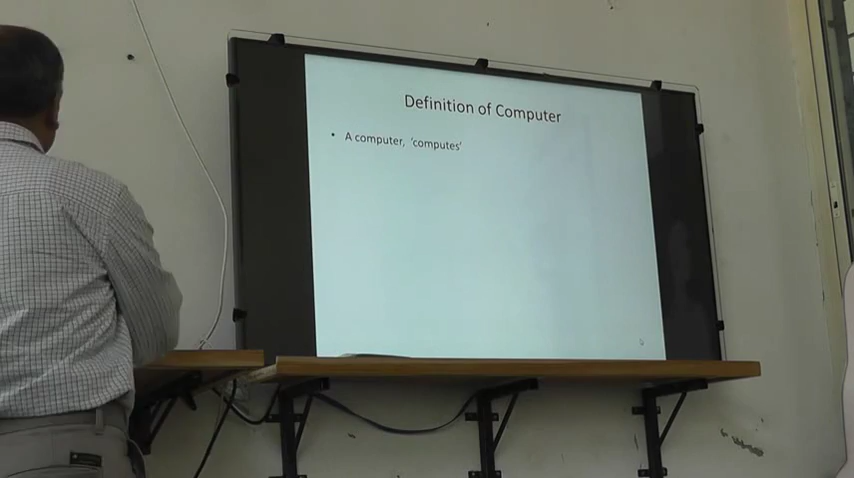 Definition of Computer
• A computer, ‘computes’